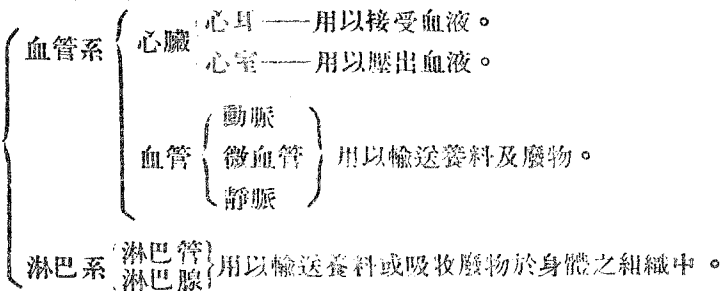 心耳——用以接受血液。
血管系
心臟
心室——用以壓出血液。
動脈
血管
微血管
用以輸送養料及廢物。
靜脈
淋巴管
淋巴系
用以輸送養料或吸收廢物於身體之組織中。
淋巴腺